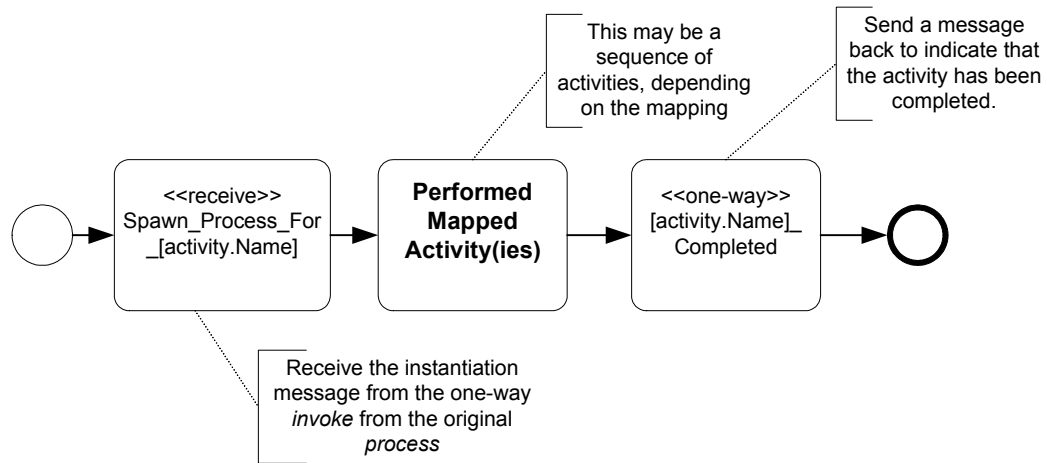 This may be a
sequence of
activities, depending
on the mapping
Send a message
back to indicate that
the activity has been
completed.
<<receive>>
Spawn_Process_For
_[activity.Name]
Performed
Mapped
Activity(ies)
<<one-way>>
[activity.Name]_
Completed
Receive the instantiation
message from the one-way
invoke from the original
process